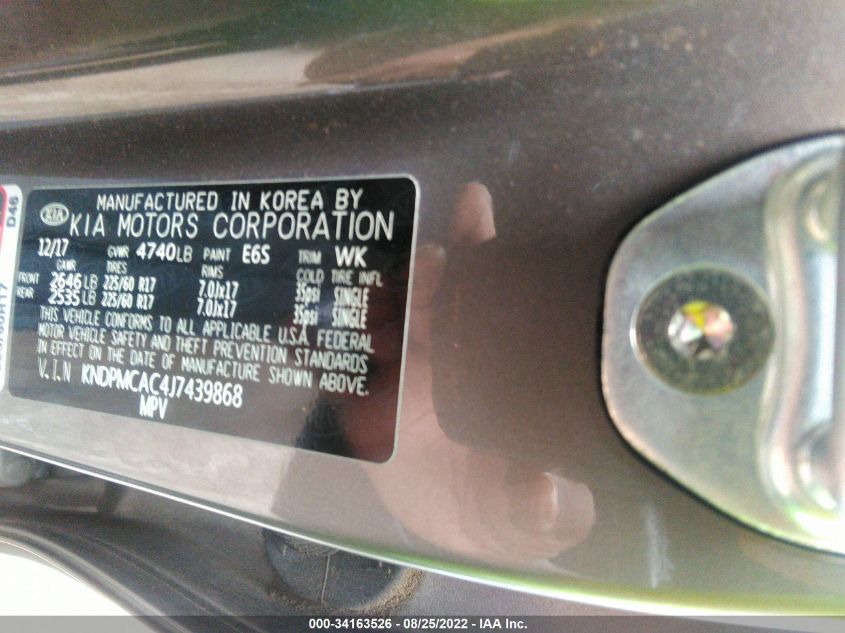 MANUFACTURED IN KOREA BY
KIA KIA MOTORS CORPORATION
12/17 GVWR 4740LB PAINT E6S TRIM WK
GAWR TIRES RIMS COLD TIRE INFL
FRONT 2646LB 225/60 R17 7.0Jx17 35psi SINGLE
REAR 2535LB 225/60 R17 7.0Jx17 35psi SINGLE
THIS VEHICLE CONFORMS TO ALL APPLICABLE U.S.A. FEDERAL
MOTOR VEHICLE SAFETY AND THEFT PREVENTION STANDARDS
IN EFFECT ON THE DATE OF MANUFACTURE SHOWN ABOVE.
V.I.N KNDPMCAC4J7439868
MPV
D46
000-34163526 - 08/25/2022 - IAA Inc.